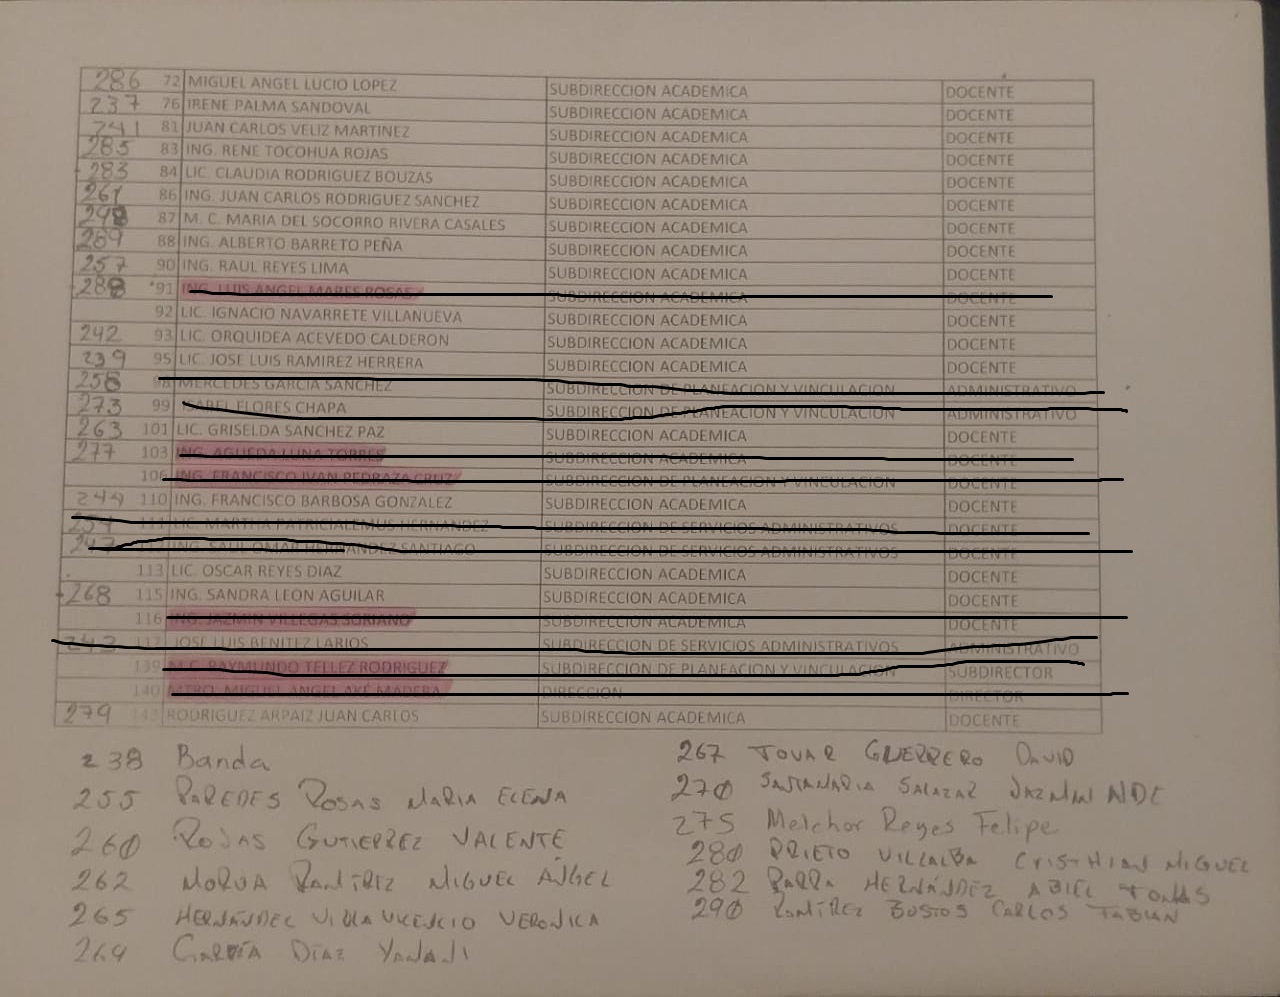 286 72 MIGUEL ANGEL LUCIO LOPEZ SUBDIRECCION ACADEMICA DOCENTE
237 76 IRENE PALMA SANDOVAL SUBDIRECCION ACADEMICA DOCENTE
241 81 JUAN CARLOS VELIZ MARTINEZ SUBDIRECCION ACADEMICA DOCENTE
285 83 ING. RENE TOCOHUA ROJAS SUBDIRECCION ACADEMICA DOCENTE
283 84 LIC. CLAUDIA RODRIGUEZ BOUZAS SUBDIRECCION ACADEMICA DOCENTE
261 86 ING. JUAN CARLOS RODRIGUEZ SANCHEZ SUBDIRECCION ACADEMICA DOCENTE
87 M. C. MARIA DEL SOCORRO RIVERA CASALES SUBDIRECCION ACADEMICA DOCENTE
289 88 ING. ALBERTO BARRETO PEÑA SUBDIRECCION ACADEMICA DOCENTE
257 90 ING. RAUL REYES LIMA SUBDIRECCION ACADEMICA DOCENTE
288 91 ING. LUIS ANGEL MARES ROSAS SUBDIRECCION ACADEMICA DOCENTE
92 LIC. IGNACIO NAVARRETE VILLANUEVA SUBDIRECCION ACADEMICA DOCENTE
242 93 LIC. ORQUIDEA ACEVEDO CALDERON SUBDIRECCION ACADEMICA DOCENTE
239 95 LIC. JOSE LUIS RAMIREZ HERRERA SUBDIRECCION ACADEMICA DOCENTE
258 98 MERCEDES GARCIA SANCHEZ SUBDIRECCION DE PLANEACION Y VINCULACION ADMINISTRATIVO
273 99 ISABEL FLORES CHAPA SUBDIRECCION DE PLANEACION Y VINCULACION ADMINISTRATIVO
263 101 LIC. GRISELDA SANCHEZ PAZ SUBDIRECCION ACADEMICA DOCENTE
277 103 ING. AGUEDA LUNA TORRES SUBDIRECCION ACADEMICA DOCENTE
106 ING. FRANCISCO IVAN PEDRAZA CRUZ SUBDIRECCION DE PLANEACION Y VINCULACION DOCENTE
244 110 ING. FRANCISCO BARBOSA GONZALEZ SUBDIRECCION ACADEMICA DOCENTE
254 111 LIC. MARTHA PATRICIALEMUS HERNANDEZ SUBDIRECCION DE SERVICIOS ADMINISTRATIVOS DOCENTE
247 ING. SAUL OMAR HERNANDEZ SANTIAGO SUBDIRECCION DE SERVICIOS ADMINISTRATIVOS DOCENTE
113 LIC. OSCAR REYES DIAZ SUBDIRECCION ACADEMICA DOCENTE
268 115 ING. SANDRA LEON AGUILAR SUBDIRECCION ACADEMICA DOCENTE
116 ING. JAZMIN VILLEGAS SORIANO SUBDIRECCION ACADEMICA DOCENTE
243 117 JOSE LUIS BENITEZ LARIOS SUBDIRECCION DE SERVICIOS ADMINISTRATIVOS ADMINISTRATIVO
139 M.C. RAYMUNDO TELLEZ RODRIGUEZ SUBDIRECCION DE PLANEACION Y VINCULACION SUBDIRECTOR
140 MTRO. MIGUEL ANGEL AKÉ MADERA DIRECCION DIRECTOR
279 RODRIGUEZ ARPAIZ JUAN CARLOS SUBDIRECCION ACADEMICA DOCENTE
238 Banda
255 PAREDES ROSAS MARIA ELENA
260 ROJAS GUTIERREZ VALENTE
262 MORUA RAMÍREZ MIGUEL ÁNGEL
265 HERNÁNDEZ VILLAVICENCIO VERONICA
269 GARCÍA DÍAZ
267 TOVAR GUERRERO DAVID
270 SANTAMARIA SALAZAR
275 Melchor Reyes Felipe
280 PRIETO VILLALBA CRISTHIAN MIGUEL
282 PARRA HERNÁNDEZ ABIEL TOMÁS
290 RAMÍREZ BUSTOS CARLOS FABIAN